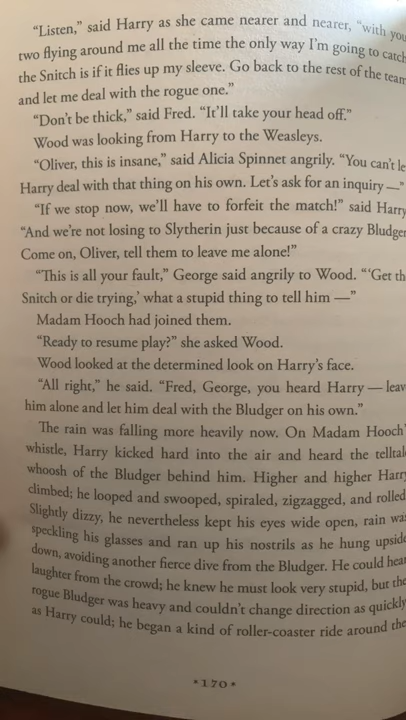 "Listen," said Harry as she came nearer and nearer, "with you
two flying around me all the time the only way I'm going to catch
the Snitch is if it flies up my sleeve. Go back to the rest of the team
and let me deal with the rogue one."
"Don't be thick," said Fred. "It'll take your head off."
Wood was looking from Harry to the Weasleys.
"Oliver, this is insane," said Alicia Spinnet angrily. "You can't le
Harry deal with that thing on his own. Let's ask for an inquiry —"
"If we stop now, we'll have to forfeit the match!" said Harry
"And we're not losing to Slytherin just because of a crazy Bludger
Come on, Oliver, tell them to leave me alone!"
"This is all your fault," George said angrily to Wood. "'Get th
Snitch or die trying,' what a stupid thing to tell him —"
Madam Hooch had joined them.
"Ready to resume play?" she asked Wood.
Wood looked at the determined look on Harry's face.
"All right," he said. "Fred, George, you heard Harry — leav
him alone and let him deal with the Bludger on his own."
The rain was falling more heavily now. On Madam Hooch'
whistle, Harry kicked hard into the air and heard the telltal
whoosh of the Bludger behind him. Higher and higher Harry
climbed; he looped and swooped, spiraled, zigzagged, and rolled
Slightly dizzy, he nevertheless kept his eyes wide open, rain wa
speckling his glasses and ran up his nostrils as he hung upside
down, avoiding another fierce dive from the Bludger. He could hear
laughter from the crowd; he knew he must look very stupid, but the
rogue Bludger was heavy and couldn't change direction as quickly
as Harry could; he began a kind of roller-coaster ride around the
* 170 *